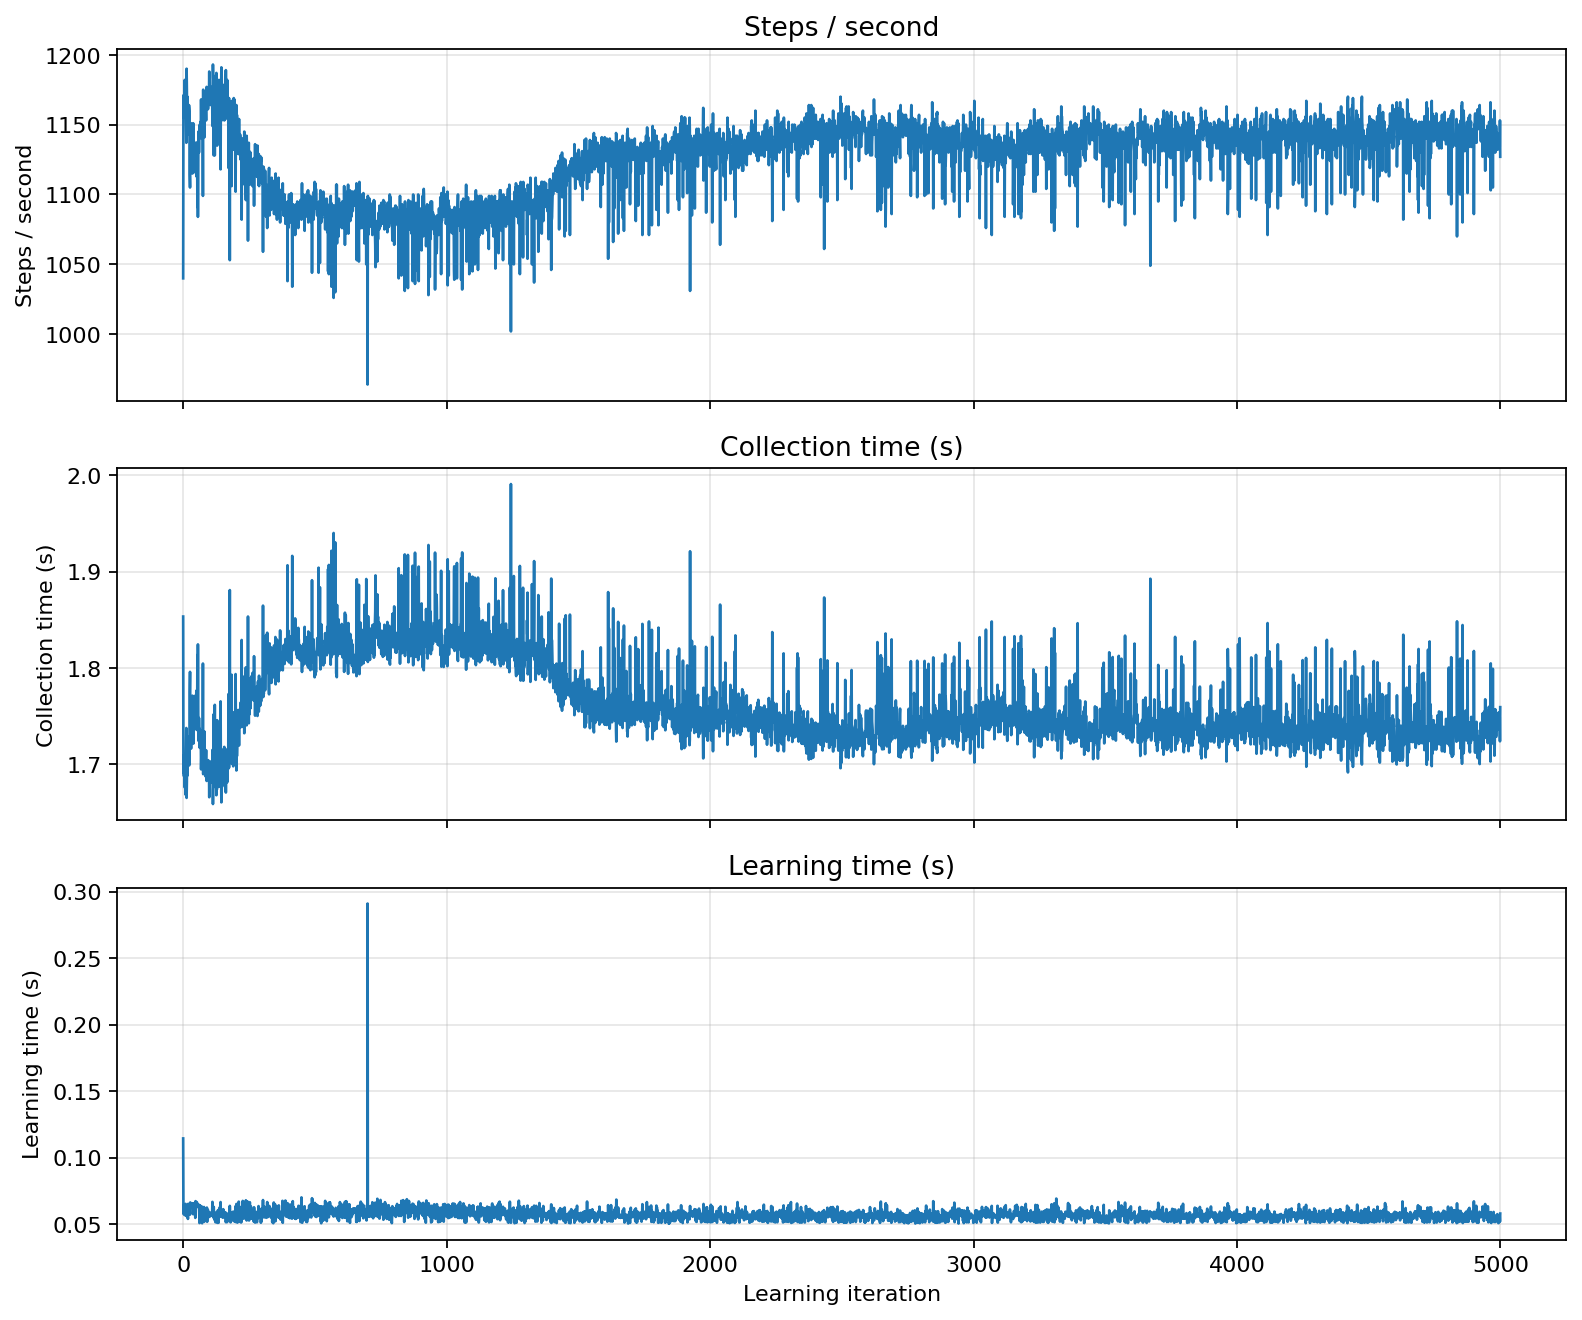 Steps / second
Steps / second
1200
1150
1100
1050
1000
Collection time (s)
Collection time (s)
2.0
1.9
1.8
1.7
Learning time (s)
Learning time (s)
0.30
0.25
0.20
0.15
0.10
0.05
0 1000 2000 3000 4000 5000
Learning iteration